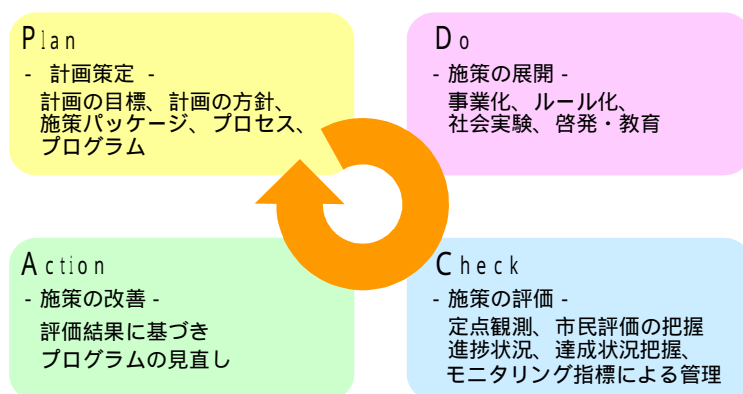 Plan
- 計画策定 -
計画の目標、計画の方針、
施策パッケージ、プロセス、
プログラム
Do
- 施策の展開 -
事業化、ルール化、
社会実験、啓発・教育
Action
- 施策の改善 -
評価結果に基づき
プログラムの見直し
Check
- 施策の評価 -
定点観測、市民評価の把握
進捗状況、達成状況把握、
モニタリング指標による管理